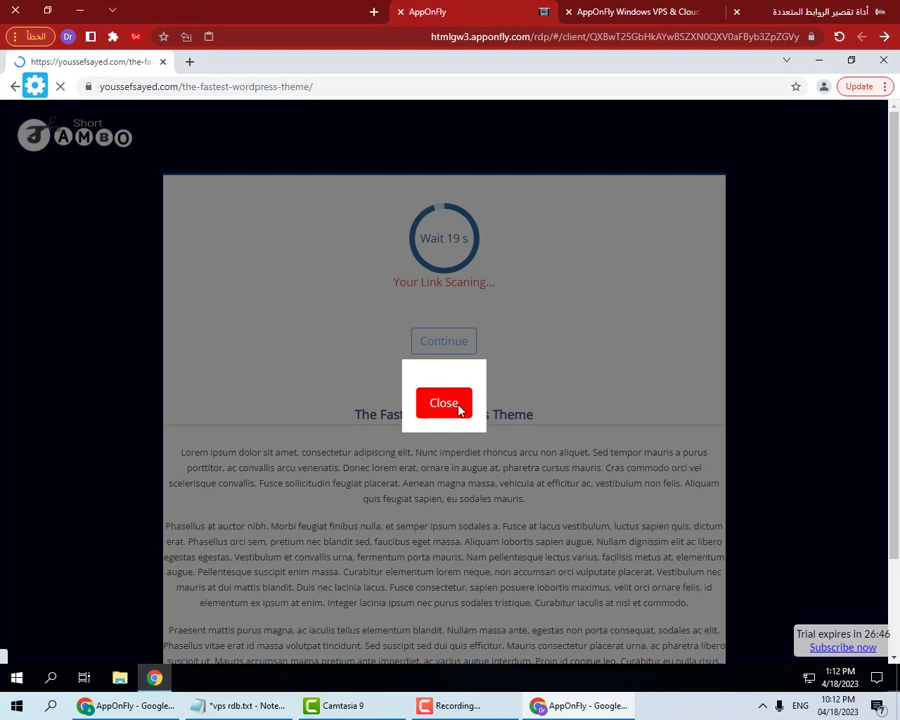 AppOnFly
AppOnFly Windows VPS & Cloud
أداة تقصير الروابط المتعددة
الخطأ
Dr
htmlgw3.apponfly.com/rdp/#/client/QXBwT25GbHkAYwBSZXN0QXV0aFByb3ZpZGVy
https://youssefsayed.com/the-fa
youssefsayed.com/the-fastest-wordpress-theme/
Update
Short
JAMBO
Wait 19 s
Your Link Scaning...
Continue
Close
The Fas s Theme
Lorem ipsum dolor sit amet, consectetur adipiscing elit. Nunc imperdiet rhoncus arcu non aliquet. Sed tempor mauris a purus
porttitor, ac convallis arcu venenatis. Donec lorem erat, ornare in augue at, pharetra cursus mauris. Cras commodo orci vel
scelerisque convallis. Fusce sollicitudin feugiat placerat. Aenean magna massa, vehicula at efficitur ac, vestibulum non felis. Aliquam
quis feugiat sapien, eu sodales mauris.
Phasellus at auctor nibh. Morbi feugiat finibus nulla, et semper ipsum sodales a. Fusce at lacus vestibulum, luctus sapien quis, dictum
erat. Phasellus orci sem, pretium nec blandit sed, faucibus eget massa. Aliquam lobortis sapien sodales urna. Nullam dignissim elit ac libero
egestas egestas. Vestibulum et convallis urna, fermentum porta mauris. Nam pellentesque lectus varius, facilisis metus at, elementum
augue. Pellentesque suscipit enim massa. Curabitur elementum lorem neque, non accumsan orci vulputate placerat. Vestibulum
mauris at dui mattis blandit. Duis nec lacinia lacus. Fusce consectetur, sapien posuere lobortis maximus, velit orci ornare felis, id
elementum ex ipsum at enim. Integer lacinia ipsum nec purus sodales tristique. Curabitur iaculis at nisl et commodo.
Praesent mattis purus magna, ac iaculis tellus elementum blandit. Nullam massa ante, egestas non porta consequat, sodales ac elit.
Phasellus vitae erat id massa volutpat tincidunt. Sed suscipit sed dui quis efficitur. Mauris consectetur dapibus semper.
Trial expires in 26:46
Subscribe now
1:12 PM
4/18/2023
AppOnFly - Google...
*vps rdb.txt - Note...
Camtasia 9
Recording...
AppOnFly - Google...
ENG
10:12 PM
04/18/2023
7